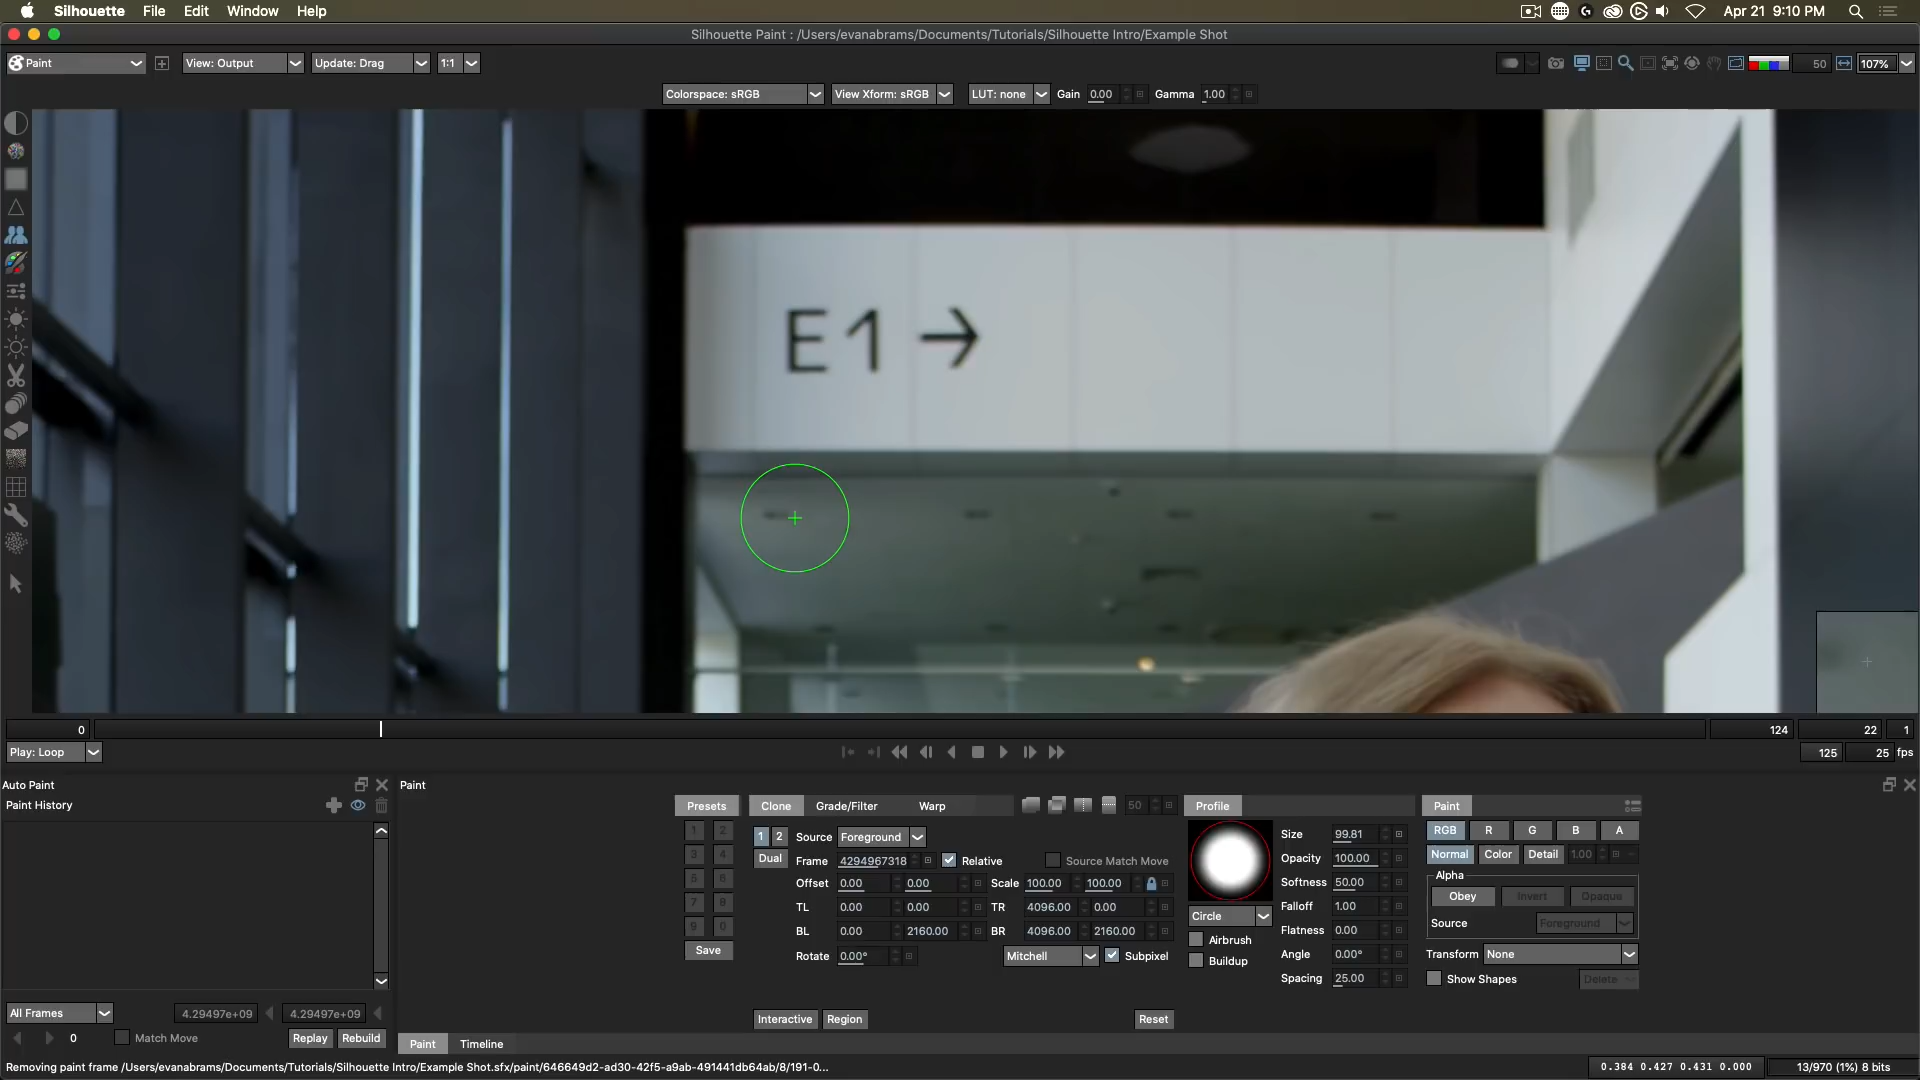 Silhouette File Edit Window Help Apr 21 9:10 PM
Silhouette Paint : /Users/evanabrams/Documents/Tutorials/Silhouette Intro/Example Shot
Paint View: Output Update: Drag 1:1 50 107%
Colorspace: sRGB View Xform: sRGB LUT: none Gain 0.00 Gamma 1.00
E1 →
0 124 22 1
Play: Loop 125 25 fps
Auto Paint Paint
Paint History Presets Clone Grade/Filter Warp 50 Profile Paint
1 2 1 2 Source Foreground Size 99.81 RGB R G B A
3 4 Dual Frame 4294967318 Relative Source Match Move Opacity 100.00 Normal Color Detail 1.00
5 6 Offset 0.00 0.00 Scale 100.00 100.00 Softness 50.00 Alpha
7 8 TL 0.00 0.00 TR 4096.00 0.00 Falloff 1.00 Obey Invert Opaque
9 0 BL 0.00 2160.00 BR 4096.00 2160.00 Circle Flatness 0.00 Source Foreground
Save Rotate 0.00° Mitchell Subpixel Airbrush Angle 0.00° Transform None
Buildup Spacing 25.00 Show Shapes Delete
All Frames 4.29497e+09 4.29497e+09 Interactive Region Reset
0 Match Move Replay Rebuild Paint Timeline
Removing paint frame /Users/evanabrams/Documents/Tutorials/Silhouette Intro/Example Shot.sfx/paint/646649d2-ad30-42f5-a9ab-491441db64ab/8/191-0... 0.384 0.427 0.431 0.000 13/970 (1%) 8 bits